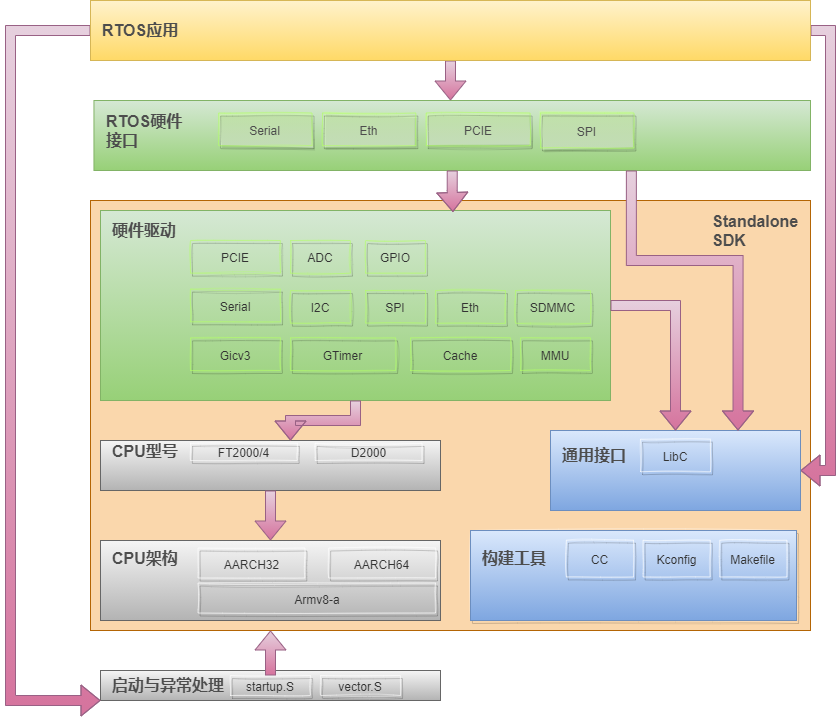 RTOS应用
RTOS硬件
接口
Serial
Eth
PCIE
SPI
Standalone
SDK
硬件驱动
PCIE
ADC
GPIO
Serial
I2C
SPI
Eth
SDMMC
Gicv3
GTimer
Cache
MMU
CPU型号
FT2000/4
D2000
通用接口
LibC
CPU架构
AARCH32
AARCH64
Armv8-a
构建工具
CC
Kconfig
Makefile
启动与异常处理
startup.S
vector.S